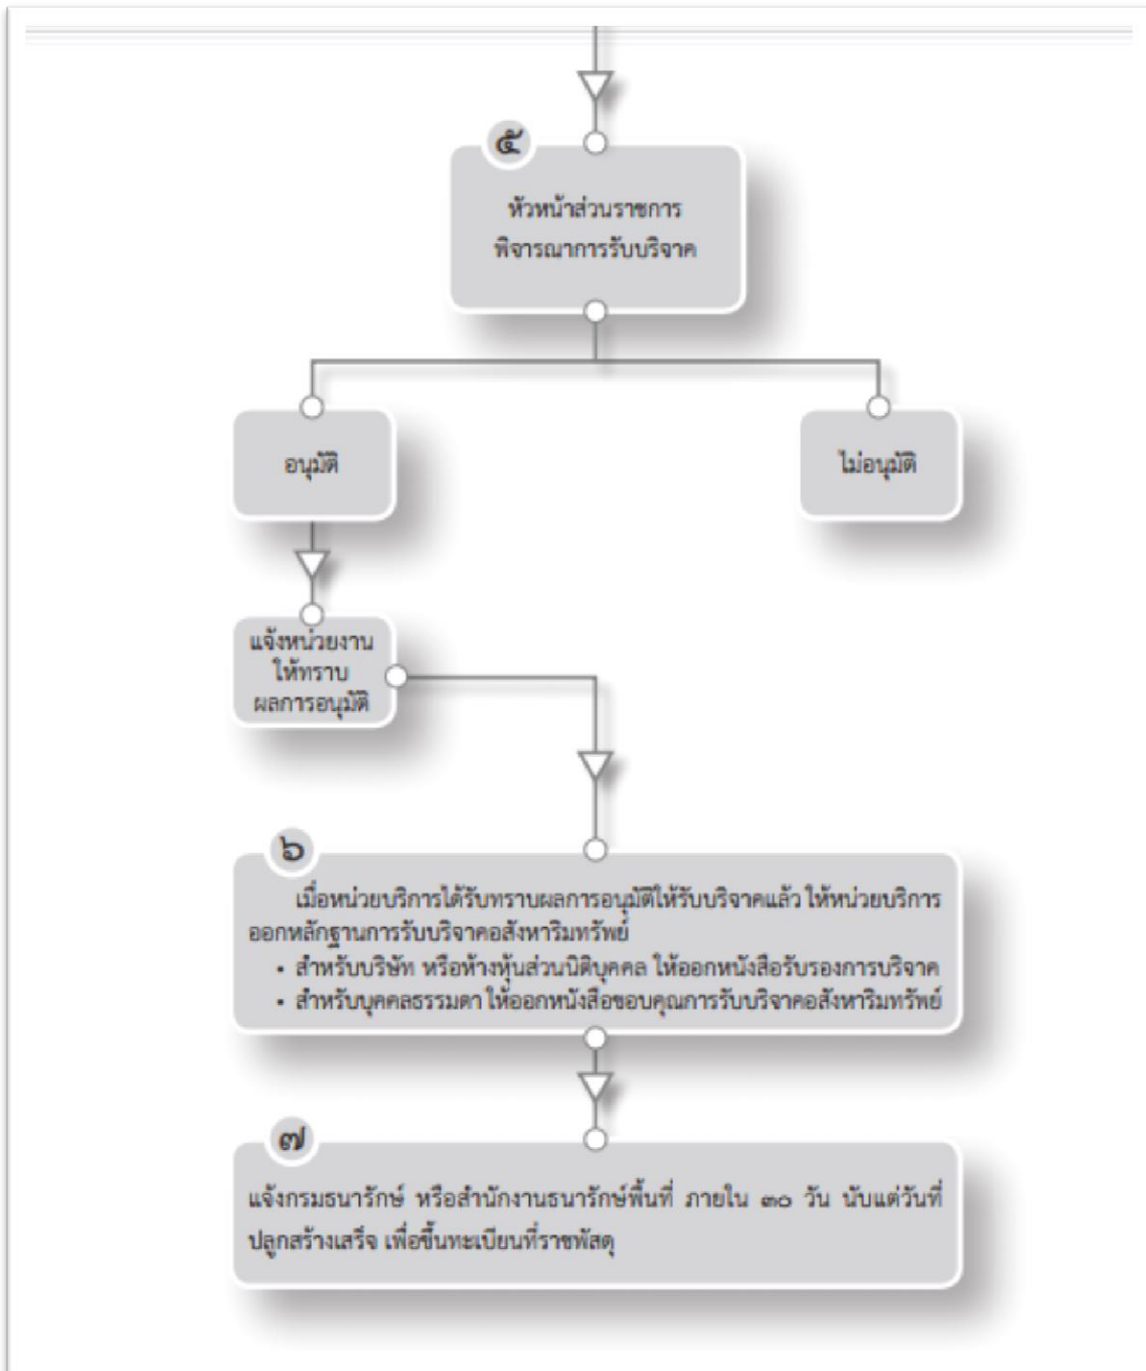 ๕
หัวหน้าส่วนราชการ
พิจารณาการรับบริจาค
อนุมัติ
ไม่อนุมัติ
แจ้งหน่วยงาน
ให้ทราบ
ผลการอนุมัติ
๖
เมื่อหน่วยบริการได้รับทราบผลการอนุมัติให้รับบริจาคแล้ว ให้หน่วยบริการ
ออกหลักฐานการรับบริจาคอสังหาริมทรัพย์
• สำหรับบริษัท หรือห้างหุ้นส่วนนิติบุคคล ให้ออกหนังสือรับรองการบริจาค
• สำหรับบุคคลธรรมดา ให้ออกหนังสือขอบคุณการรับบริจาคอสังหาริมทรัพย์
๗
แจ้งกรมธนารักษ์ หรือสำนักงานธนารักษ์พื้นที่ ภายใน ๓๐ วัน นับแต่วันที่
ปลูกสร้างเสร็จ เพื่อขึ้นทะเบียนที่ราชพัสดุ